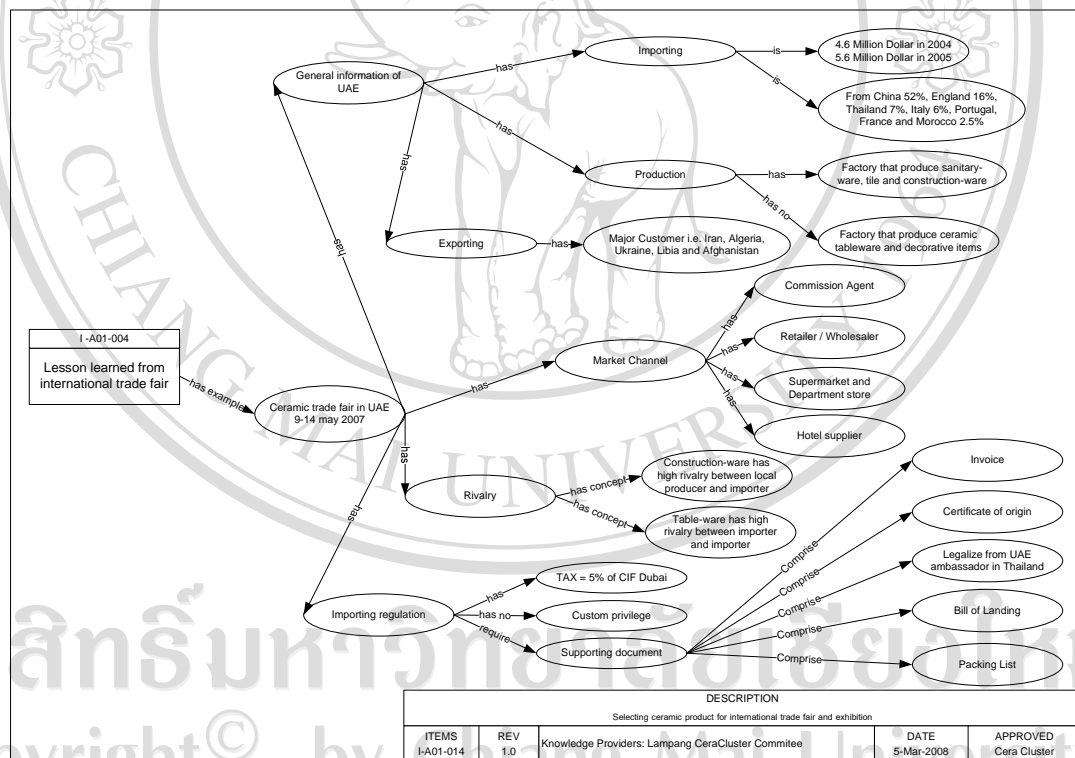 General information of
UAE
has
Importing
is
4.6 Million Dollar in 2004
5.6 Million Dollar in 2005
is
From China 52%, England 16%,
Thailand 7%, Italy 6%, Portugal,
France and Morocco 2.5%
has
Production
has
Factory that produce sanitary-
ware, tile and construction-ware
has no
Factory that produce ceramic
tableware and decorative items
has
Exporting
has
Major Customer i.e. Iran, Algeria,
Ukraine, Libia and Afghanistan
I -A01-004
Lesson learned from
international trade fair
has example
Ceramic trade fair in UAE
9-14 may 2007
has
has
Market Channel
has
Commission Agent
has
Retailer / Wholesaler
has
Supermarket and
Department store
has
Hotel supplier
has
Rivalry
has concept
Construction-ware has
high rivalry between local
producer and importer
has concept
Table-ware has high
rivalry between importer
and importer
has
Importing regulation
has
TAX = 5% of CIF Dubai
has no
Custom privilege
require
Supporting document
Comprise
Invoice
Comprise
Certificate of origin
Comprise
Legalize from UAE
ambassador in Thailand
Comprise
Bill of Landing
Comprise
Packing List
DESCRIPTION
Selecting ceramic product for international trade fair and exhibition
ITEMS
I-A01-014
REV
1.0
Knowledge Providers: Lampang CeraCluster Commitee
DATE
5-Mar-2008
APPROVED
Cera Cluster
CHIANG MAI UNIVERSITY 1964